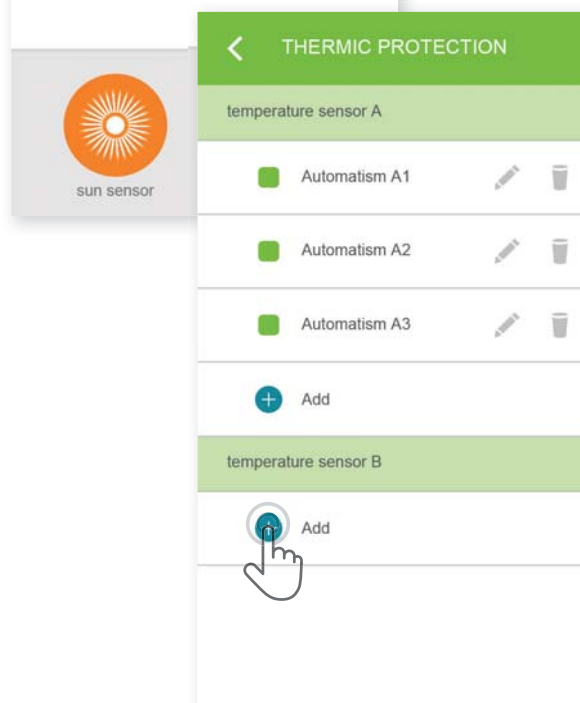 sun sensor
THERMIC PROTECTION
temperature sensor A
Automatism A1
Automatism A2
Automatism A3
Add
temperature sensor B
Add